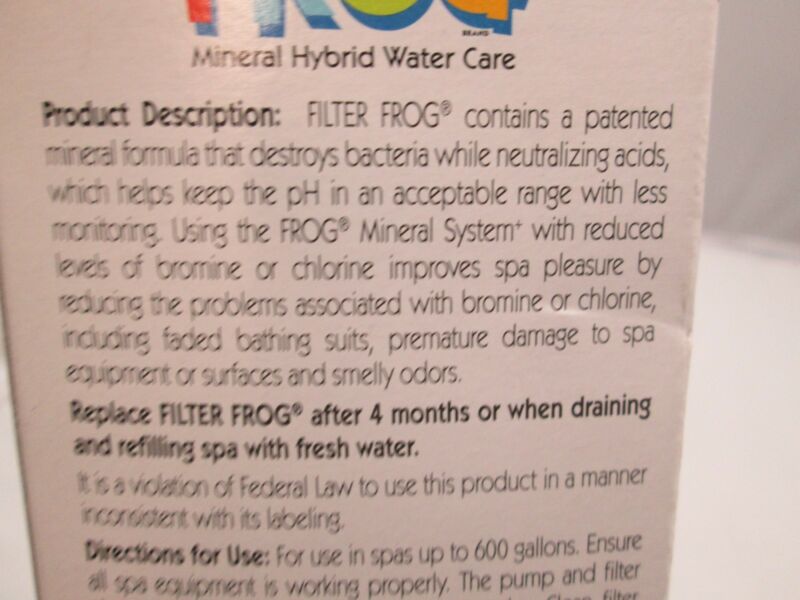 FROG
BRAND
Mineral Hybrid Water Care
Product Description: FILTER FROG® contains a patented
mineral formula that destroys bacteria while neutralizing acids,
which helps keep the pH in an acceptable range with less
monitoring. Using the FROG® Mineral System+ with reduced
levels of bromine or chlorine improves spa pleasure by
reducing the problems associated with bromine or chlorine,
including faded bathing suits, premature damage to spa
equipment or surfaces and smelly odors.
Replace FILTER FROG® after 4 months or when draining
and refilling spa with fresh water.
It is a violation of Federal Law to use this product in a manner
inconsistent with its labeling.
Directions for Use: For use in spas up to 600 gallons. Ensure
all spa equipment is working properly. The pump and filter
Clean filter